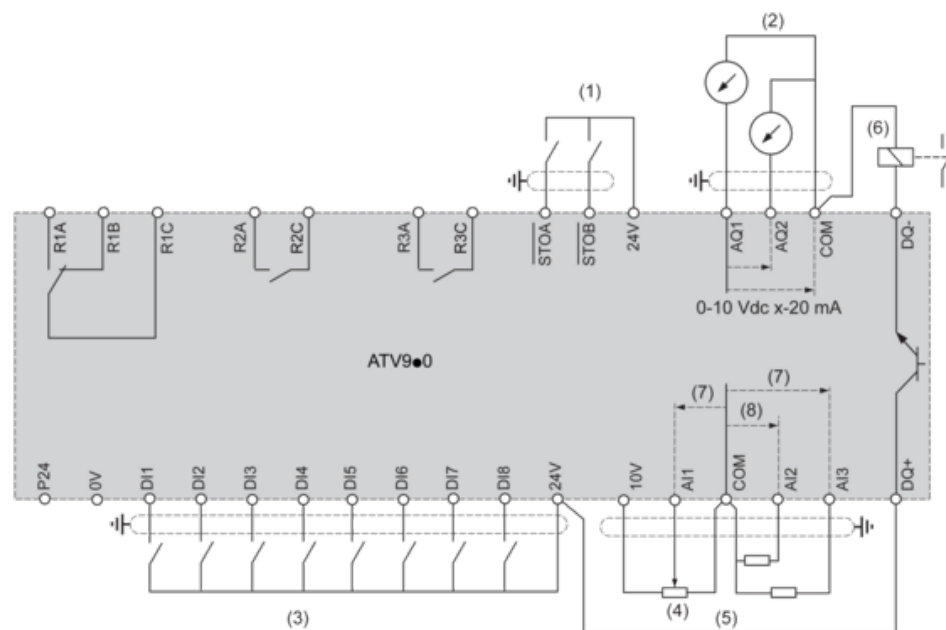 (2)
(1)
(6)
R1A R1B R1C R2A R2C R3A R3C STOA STOB 24V AQ1 AQ2 COM DQ-
0-10 Vdc x-20 mA
ATV9●0
(7)
(7)
(8)
P24 0V DI1 DI2 DI3 DI4 DI5 DI6 DI7 DI8 24V 10V AI1 COM AI2 AI3 DQ+
(3) (4) (5)